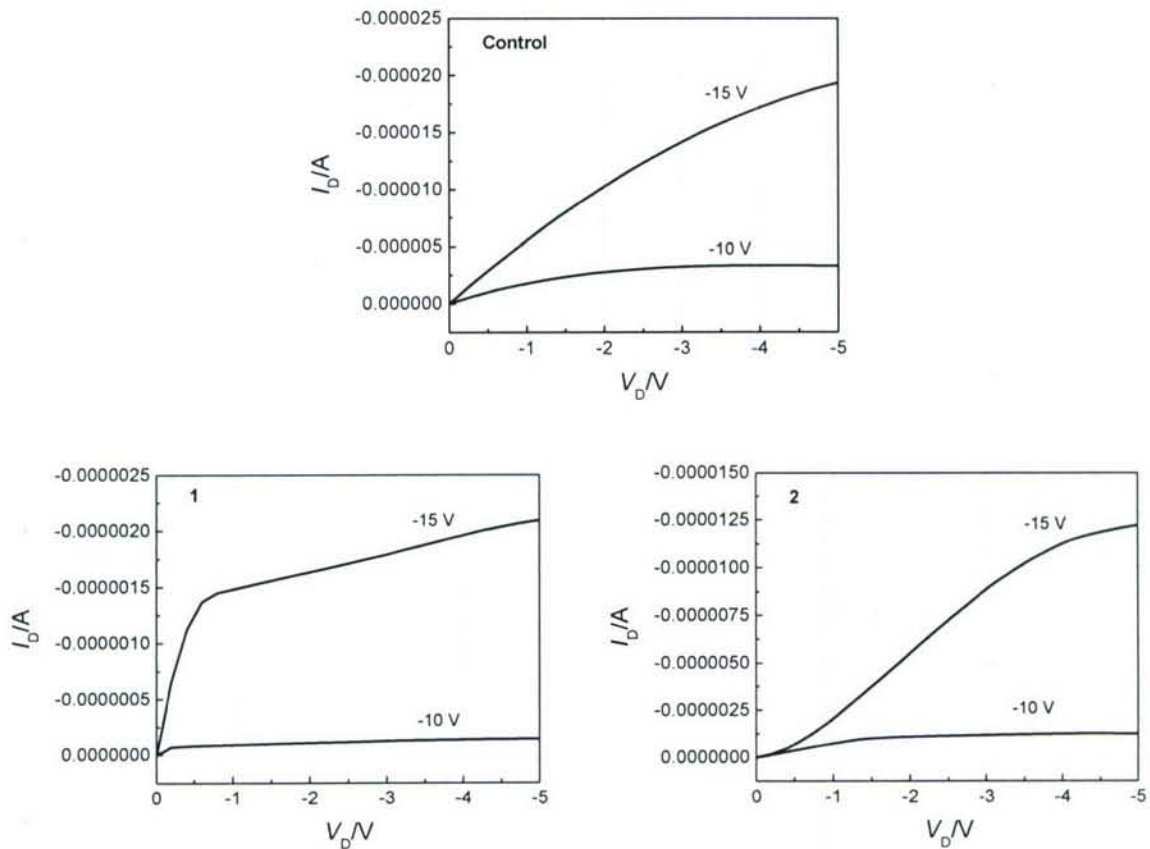 Control
-0.000025
-0.000020
-0.000015
-0.000010
-0.000005
0.000000
I_D/A
-15 V
-10 V
0 -1 -2 -3 -4 -5
V_D/V
1
-0.0000025
-0.0000020
-0.0000015
-0.0000010
-0.0000005
0.0000000
I_D/A
-15 V
-10 V
0 -1 -2 -3 -4 -5
V_D/V
2
-0.0000150
-0.0000125
-0.0000100
-0.0000075
-0.0000050
-0.0000025
0.0000000
I_D/A
-15 V
-10 V
0 -1 -2 -3 -4 -5
V_D/V